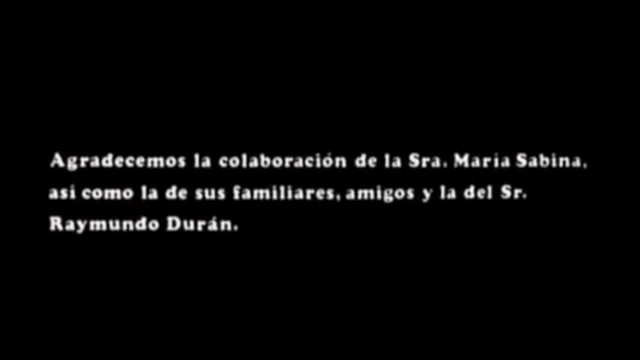 Agradecemos la colaboración de la Sra. Maria Sabina,
asi como la de sus familiares, amigos y la del Sr.
Raymundo Durán.